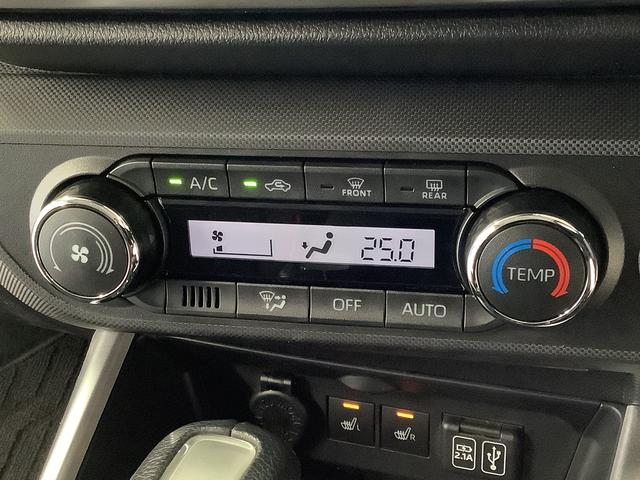 A/C
FRONT
REAR
25.0
TEMP
OFF
AUTO
L
R
2.1A